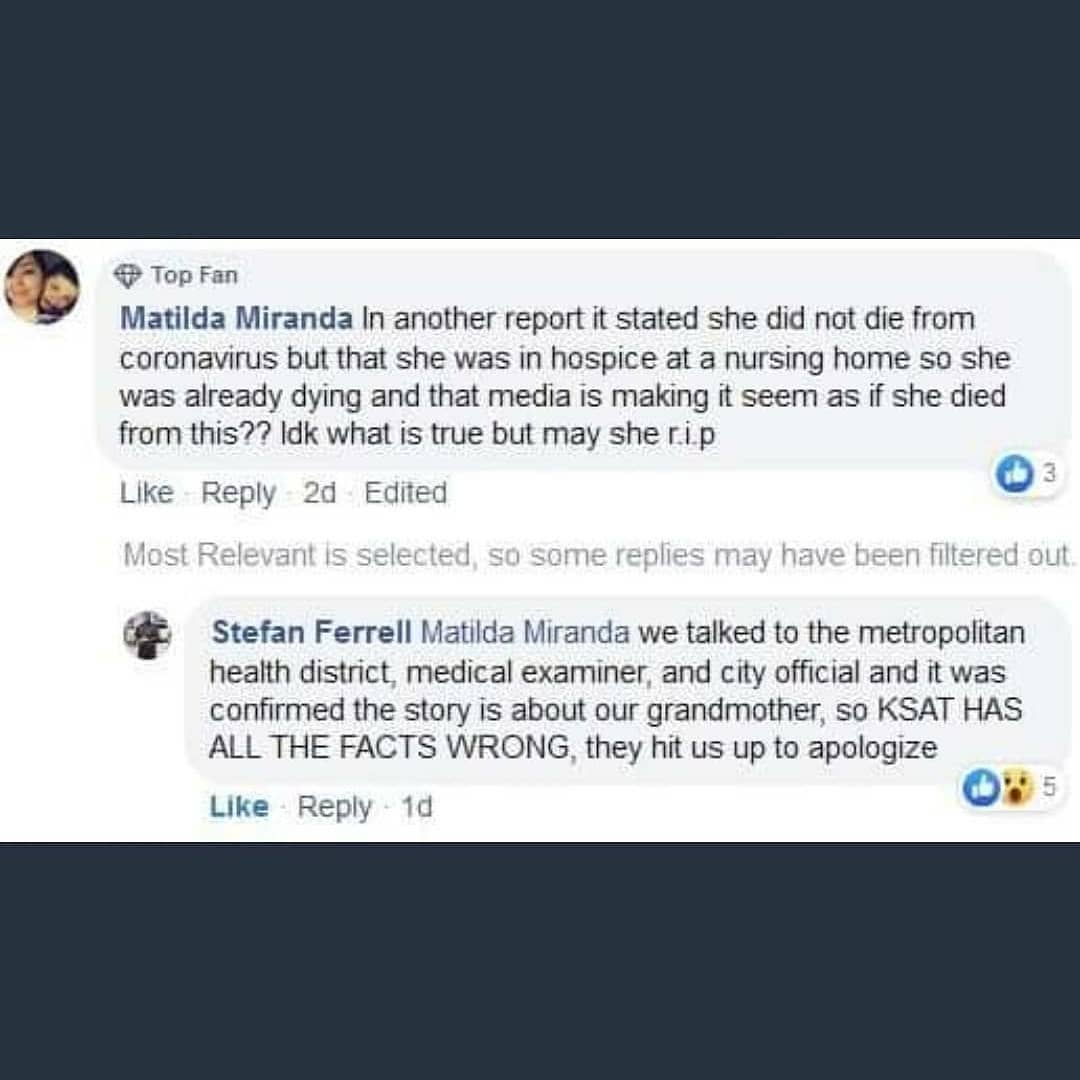 Top Fan
Matilda Miranda In another report it stated she did not die from
coronavirus but that she was in hospice at a nursing home so she
was already dying and that media is making it seem as if she died
from this?? Idk what is true but may she r.i.p
3
Like · Reply · 2d · Edited
Most Relevant is selected, so some replies may have been filtered out.
Stefan Ferrell Matilda Miranda we talked to the metropolitan
health district, medical examiner, and city official and it was
confirmed the story is about our grandmother, so KSAT HAS
ALL THE FACTS WRONG, they hit us up to apologize
5
Like · Reply · 1d